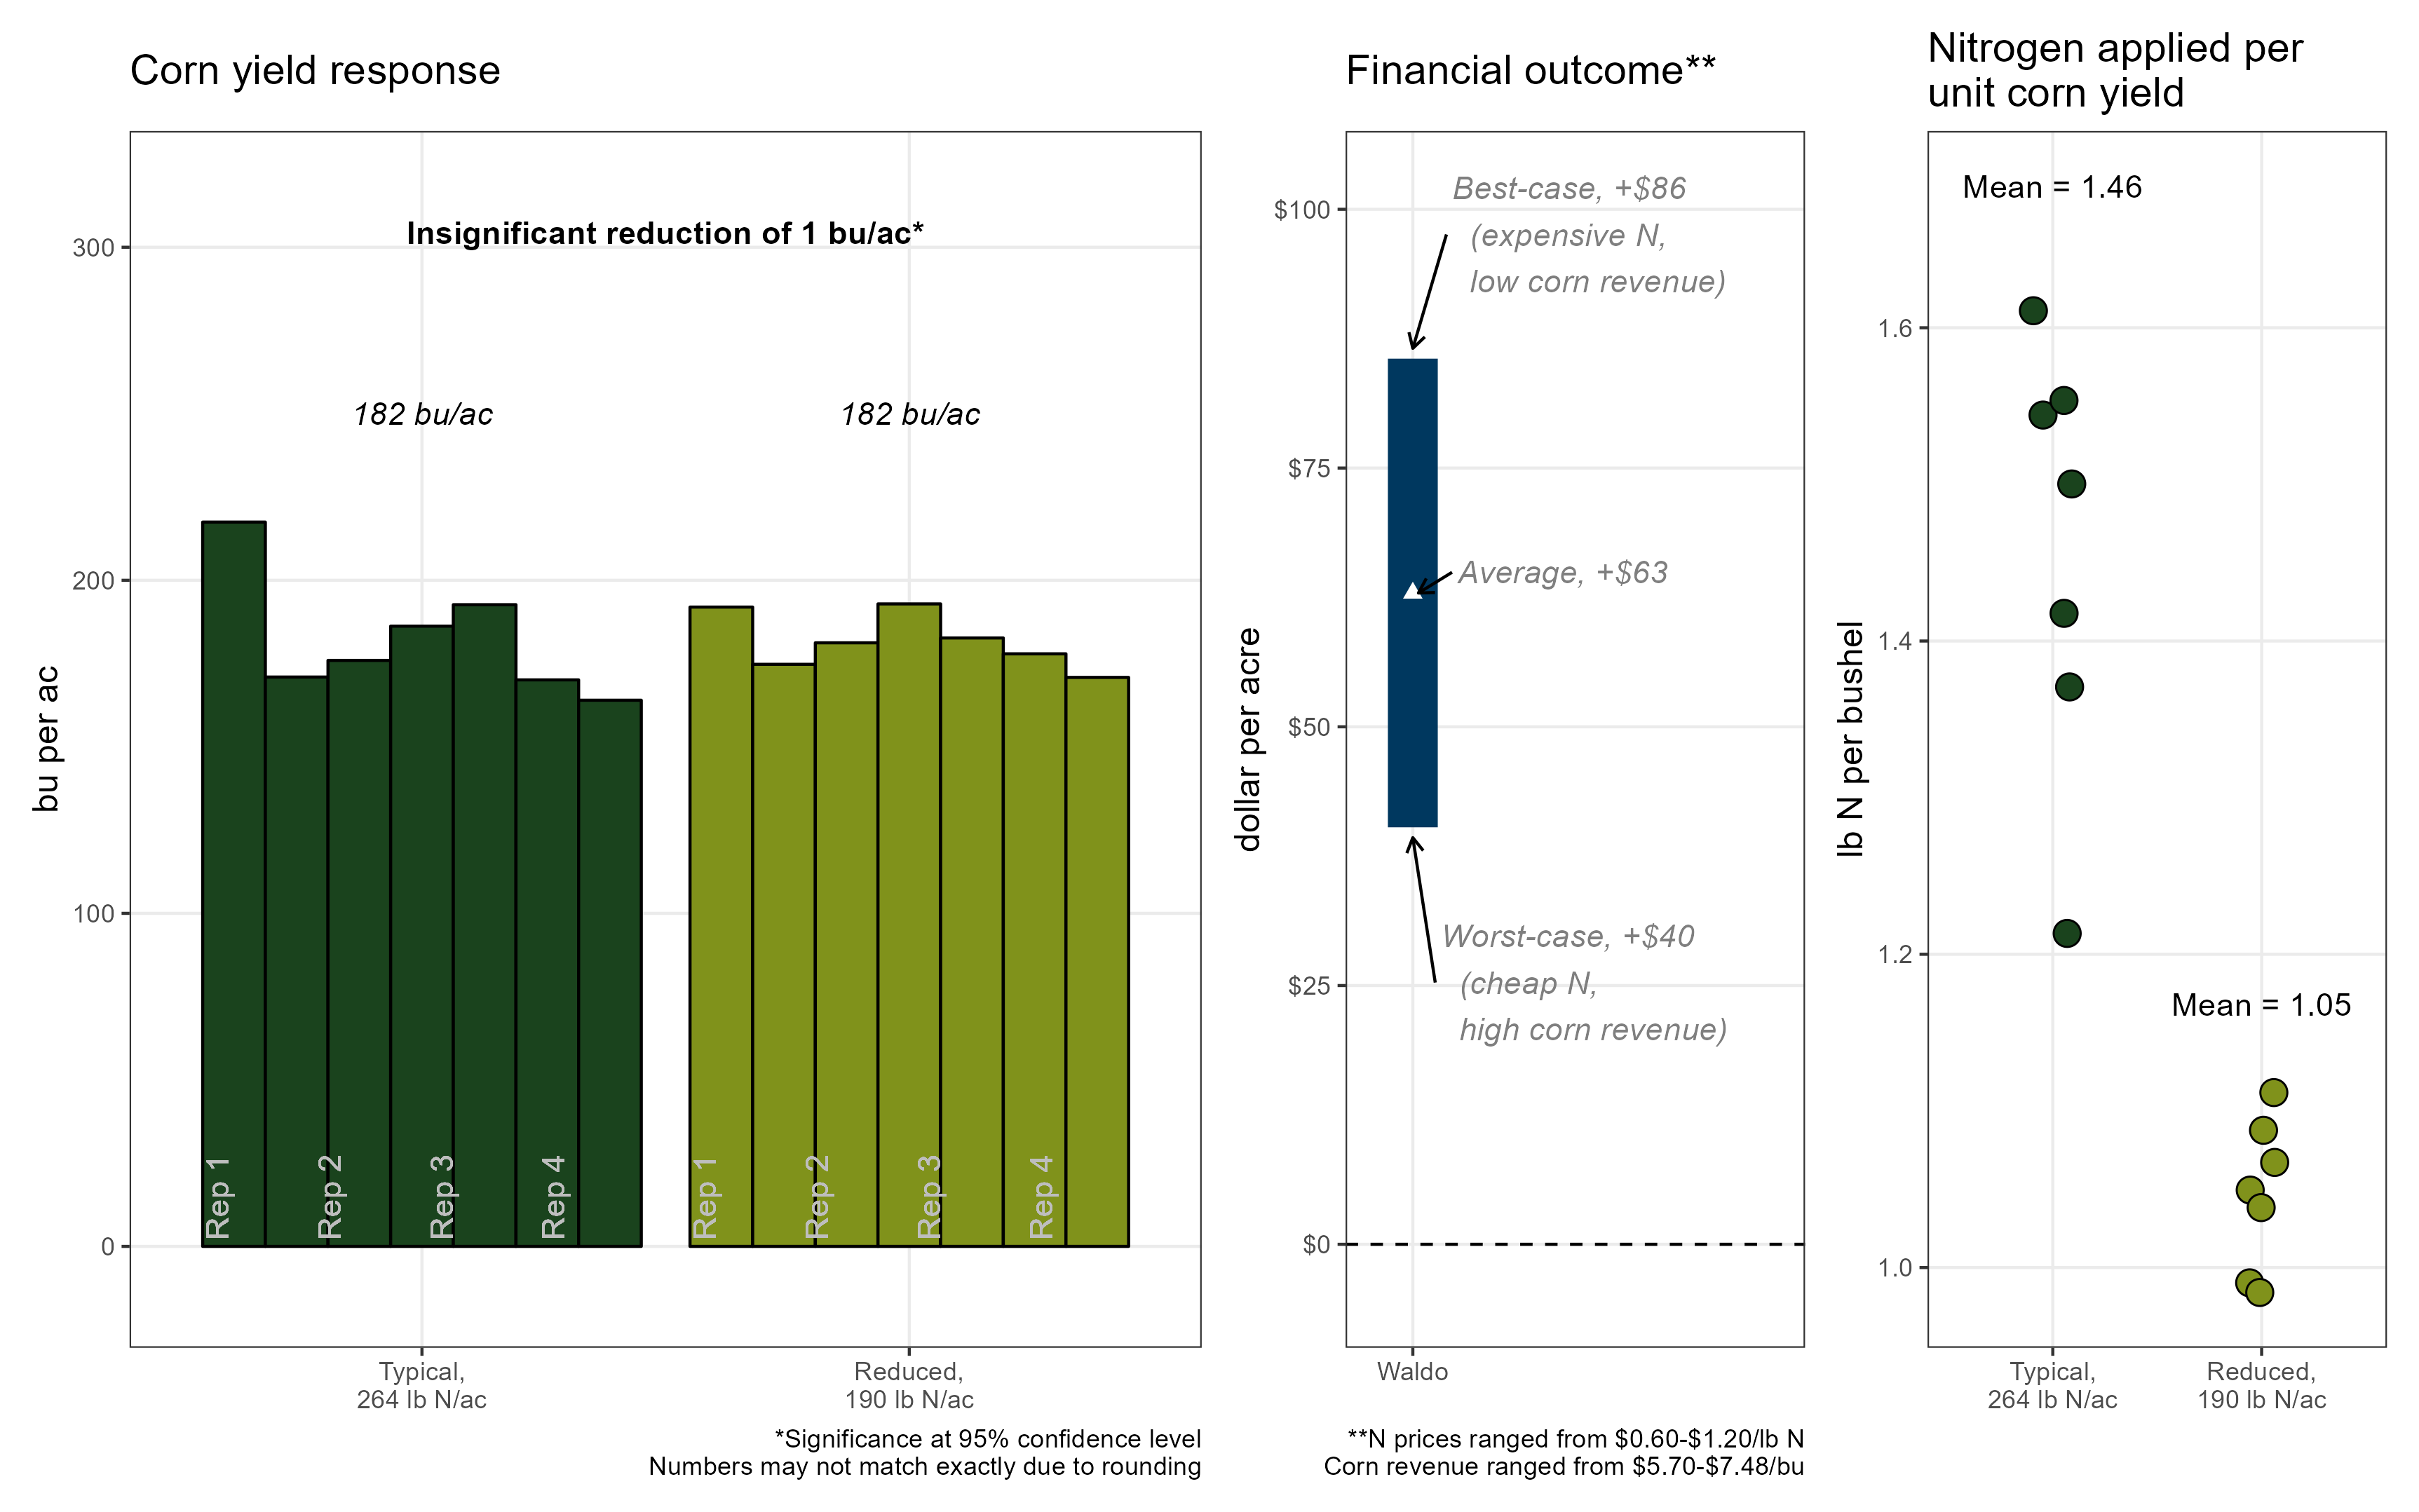 Corn yield response
Insignificant reduction of 1 bu/ac*
182 bu/ac
182 bu/ac
bu per ac
300
200
100
0
Rep 1
Rep 2
Rep 3
Rep 4
Rep 1
Rep 2
Rep 3
Rep 4
Typical,
264 lb N/ac
Reduced,
190 lb N/ac
*Significance at 95% confidence level
Numbers may not match exactly due to rounding
Financial outcome**
dollar per acre
$100
$75
$50
$25
$0
Best-case, +$86
(expensive N,
low corn revenue)
Average, +$63
Worst-case, +$40
(cheap N,
high corn revenue)
Waldo
**N prices ranged from $0.60-$1.20/lb N
Corn revenue ranged from $5.70-$7.48/bu
Nitrogen applied per
unit corn yield
lb N per bushel
1.6
1.4
1.2
1.0
Mean = 1.46
Mean = 1.05
Typical,
264 lb N/ac
Reduced,
190 lb N/ac